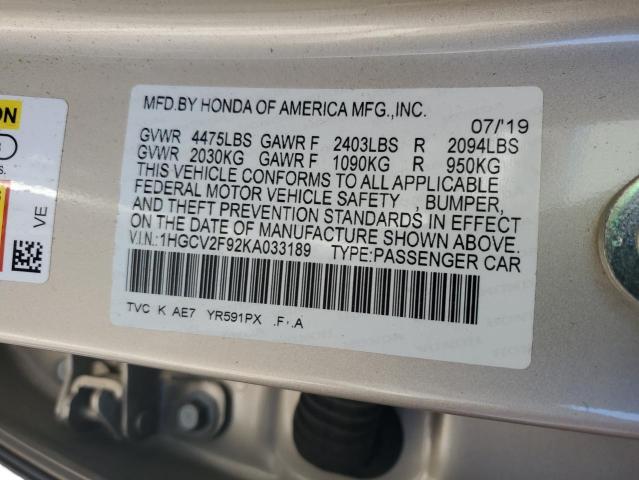 MFD.BY HONDA OF AMERICA MFG.,INC.
07/'19
GVWR 4475LBS GAWR F 2403LBS R 2094LBS
GVWR 2030KG GAWR F 1090KG R 950KG
THIS VEHICLE CONFORMS TO ALL APPLICABLE
FEDERAL MOTOR VEHICLE SAFETY , BUMPER,
AND THEFT PREVENTION STANDARDS IN EFFECT
ON THE DATE OF MANUFACTURE SHOWN ABOVE.
V.I.N.:1HGCV2F92KA033189 TYPE:PASSENGER CAR
TVC K AE7 YR591PX .F·.A
VE